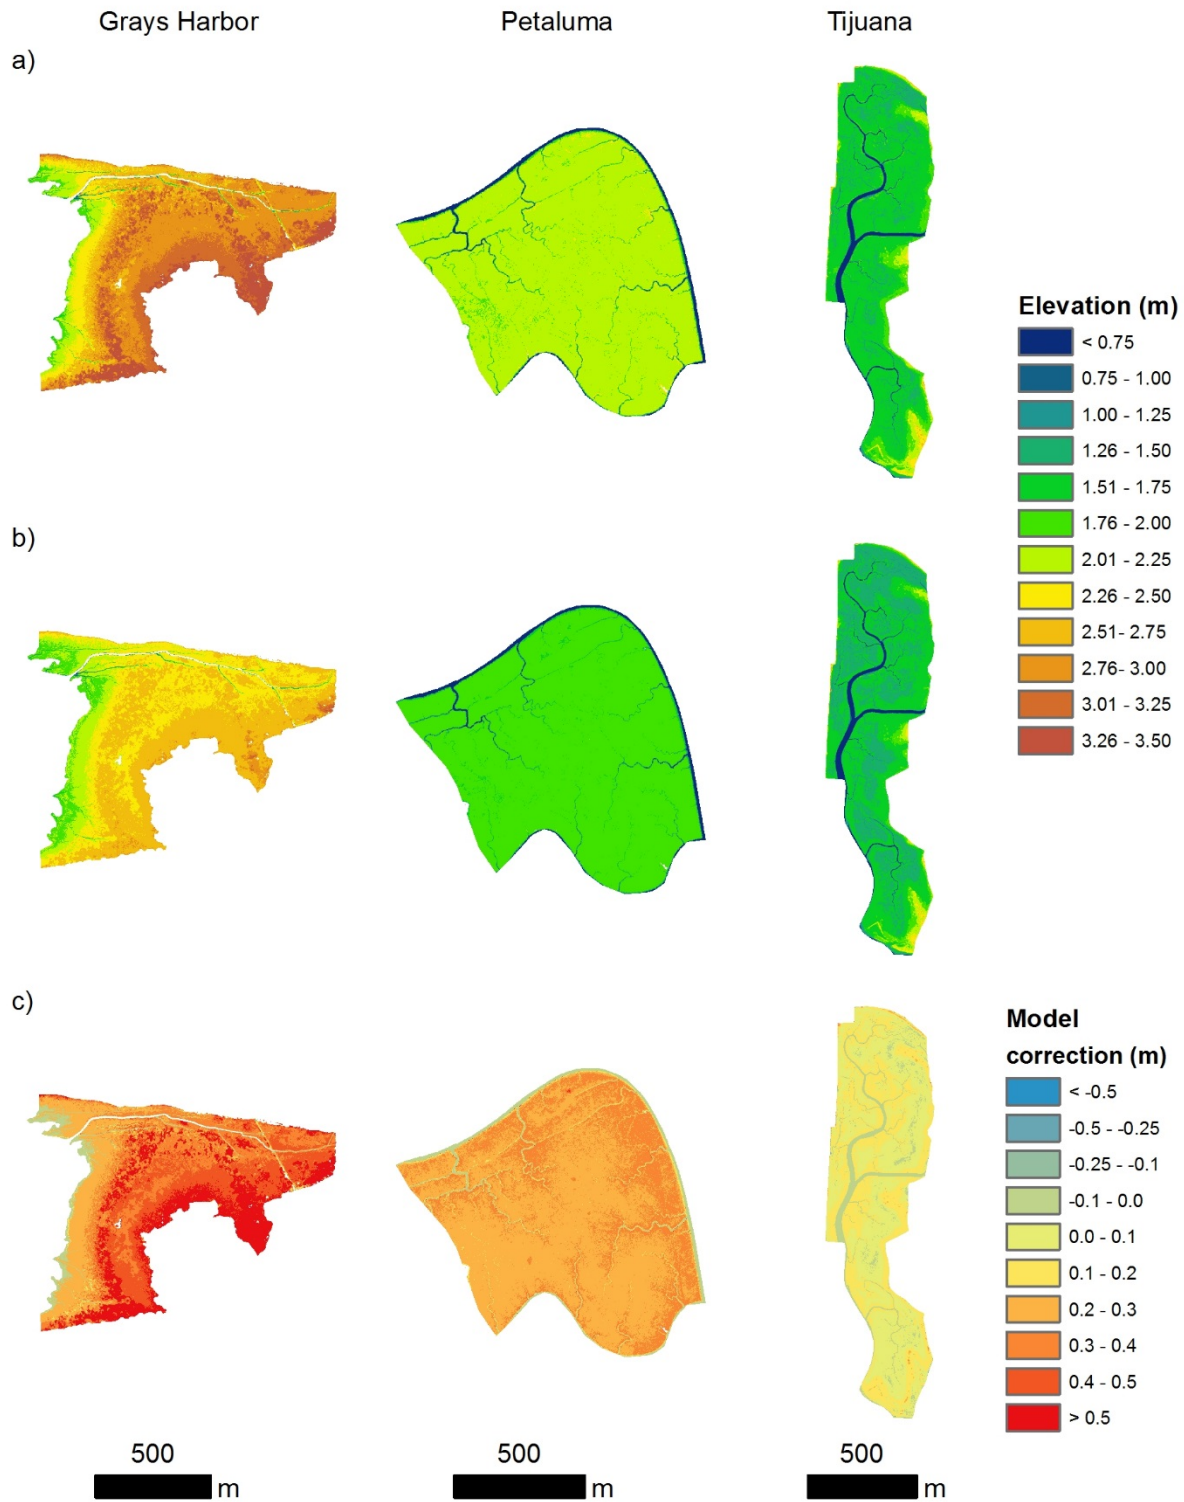 Grays Harbor Petaluma Tijuana
a)
Elevation (m)
< 0.75
0.75 - 1.00
1.00 - 1.25
1.26 - 1.50
1.51 - 1.75
1.76 - 2.00
2.01 - 2.25
2.26 - 2.50
2.51- 2.75
2.76- 3.00
3.01 - 3.25
3.26 - 3.50
b)
c)
Model
correction (m)
< -0.5
-0.5 - -0.25
-0.25 - -0.1
-0.1 - 0.0
0.0 - 0.1
0.1 - 0.2
0.2 - 0.3
0.3 - 0.4
0.4 - 0.5
> 0.5
500 500 500
m m m